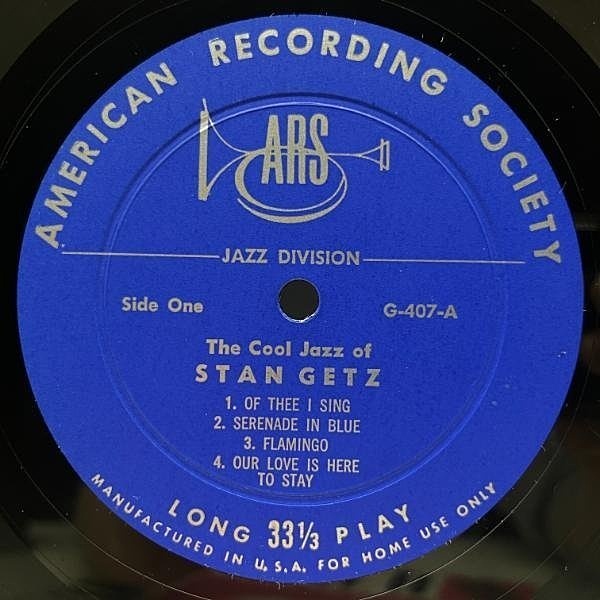 AMERICAN RECORDING SOCIETY
ARS
JAZZ DIVISION
Side One
G-407-A
The Cool Jazz of
STAN GETZ
1. OF THEE I SING
2. SERENADE IN BLUE
3. FLAMINGO
4. OUR LOVE IS HERE
TO STAY
LONG 33⅓ PLAY
MANUFACTURED IN U.S.A. FOR HOME USE ONLY